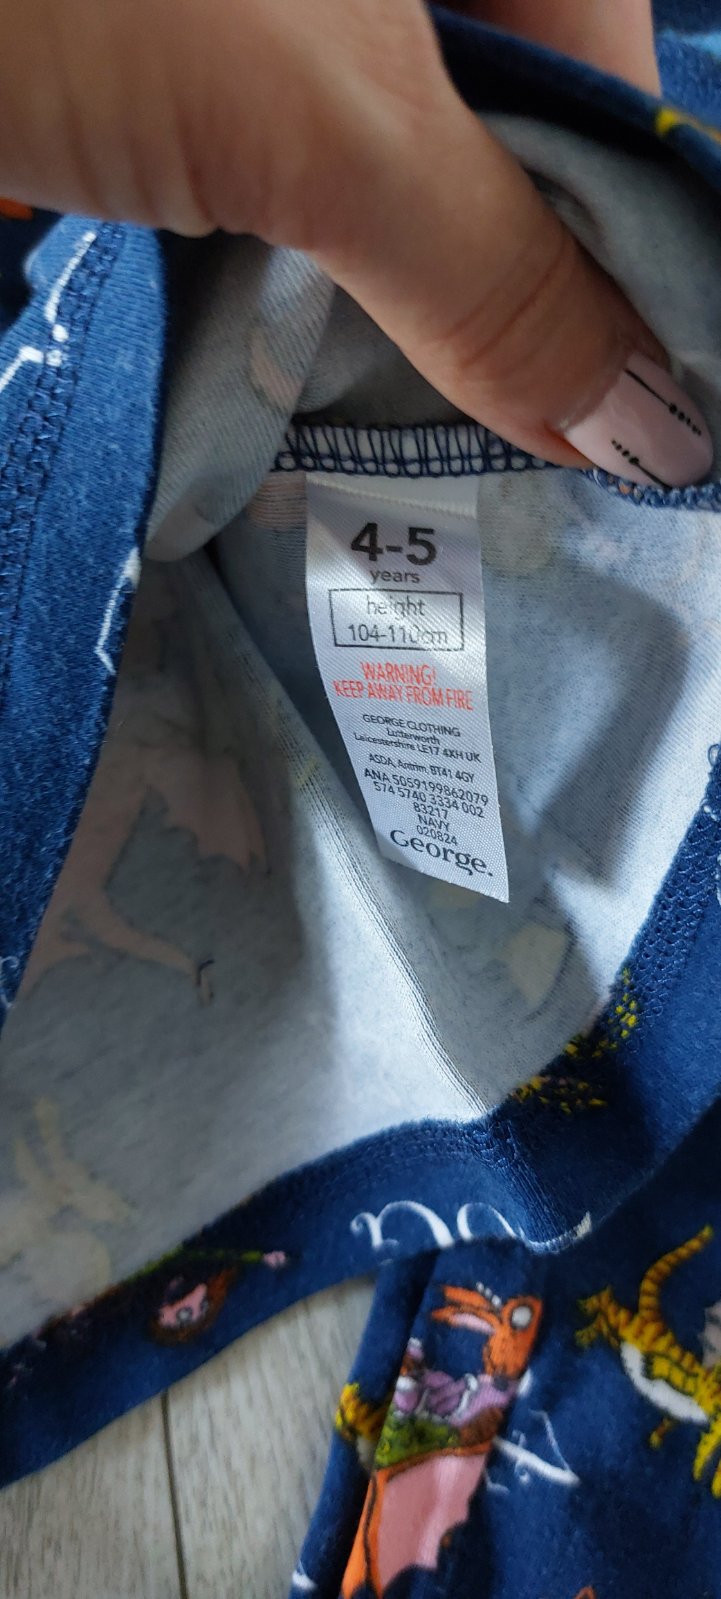 4-5
years
height
104-110cm
WARNING!
KEEP AWAY FROM FIRE
GEORGE CLOTHING
Lutterworth
Leicestershire LE17 4XH UK
ASDA, Antrim BT41 4GY
ANA 5059199862079
574 5740 3334 002
83217
NAVY
020824
George.